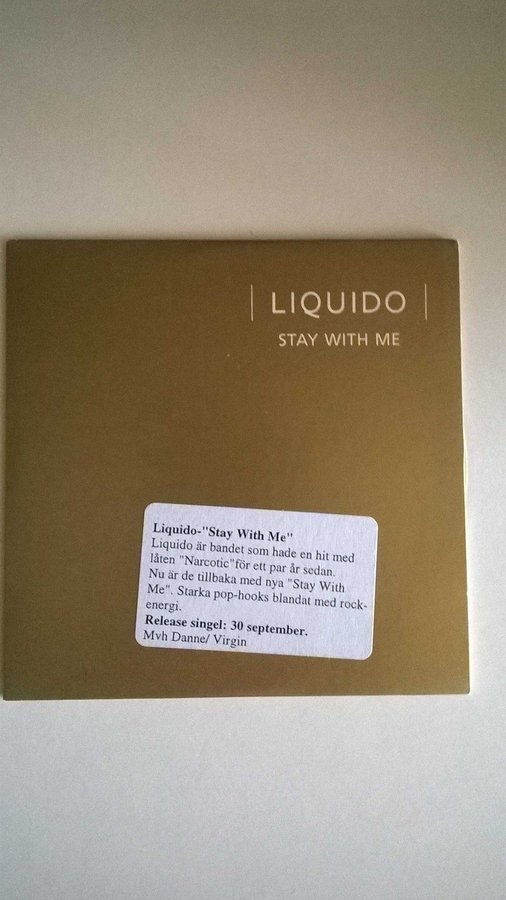 | LIQUIDO |
STAY WITH ME
Liquido-"Stay With Me"
Liquido är bandet som hade en hit med
låten "Narcotic"för ett par år sedan.
Nu är de tillbaka med nya "Stay With
Me". Starka pop-hooks blandat med rock-
energi.
Release singel: 30 september.
Mvh Danne/ Virgin